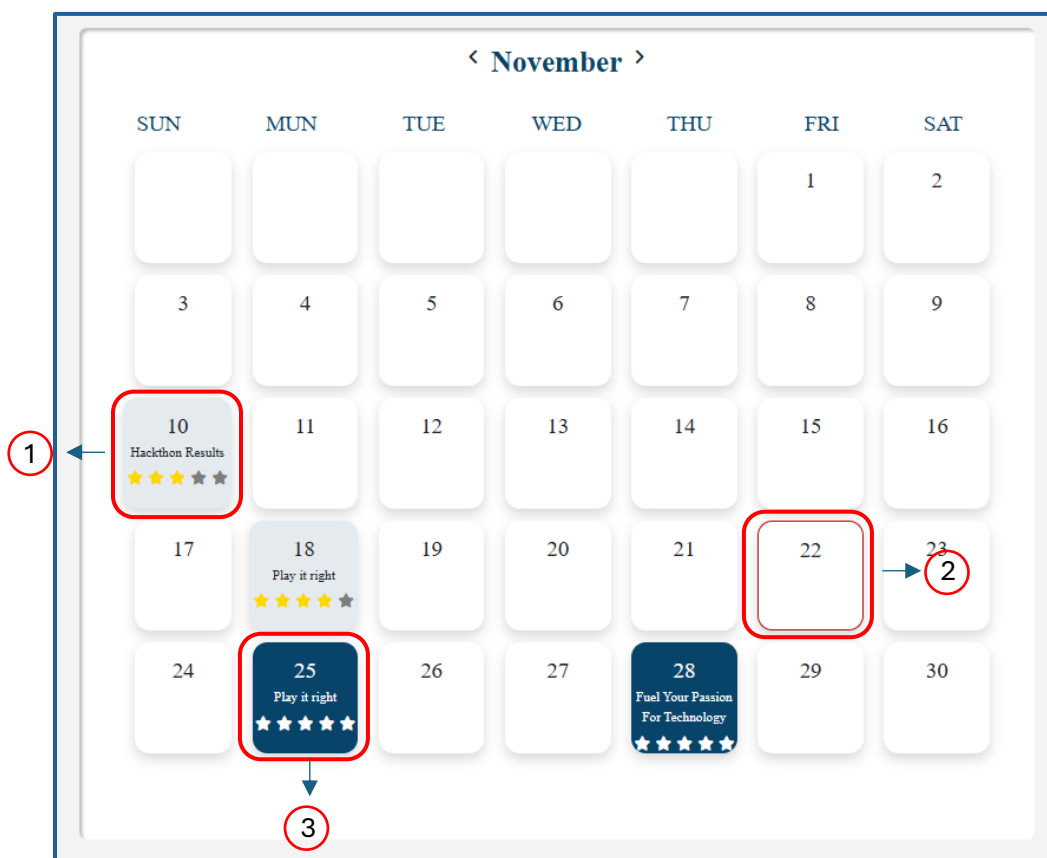 November
SUN MUN TUE WED THU FRI SAT
1 2
3 4 5 6 7 8 9
10 11 12 13 14 15 16
Hackthon Results
1
17 18 19 20 21 22 23
Play it right
2
24 25 26 27 28 29 30
Play it right
Fuel Your Passion
For Technology
3